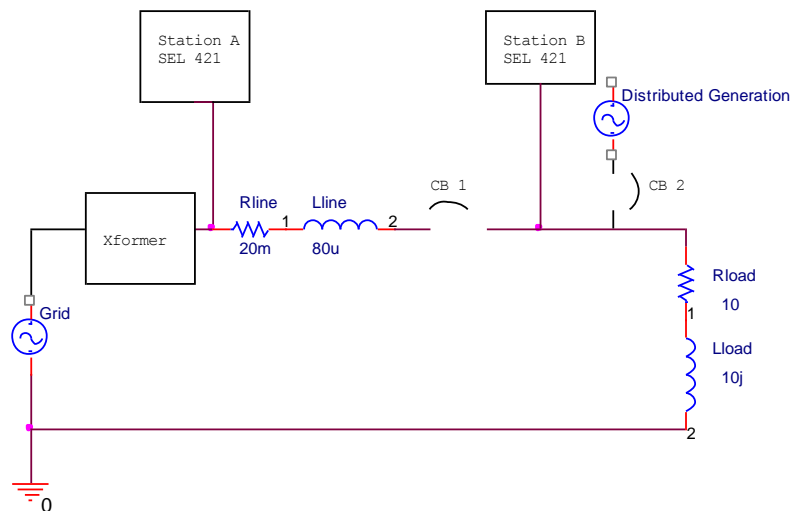 Station A
SEL 421
Station B
SEL 421
Distributed Generation
CB 1
CB 2
Rline
1
Lline
2
20m
80u
Xformer
Rload
10
1
Grid
Lload
10j
2
0